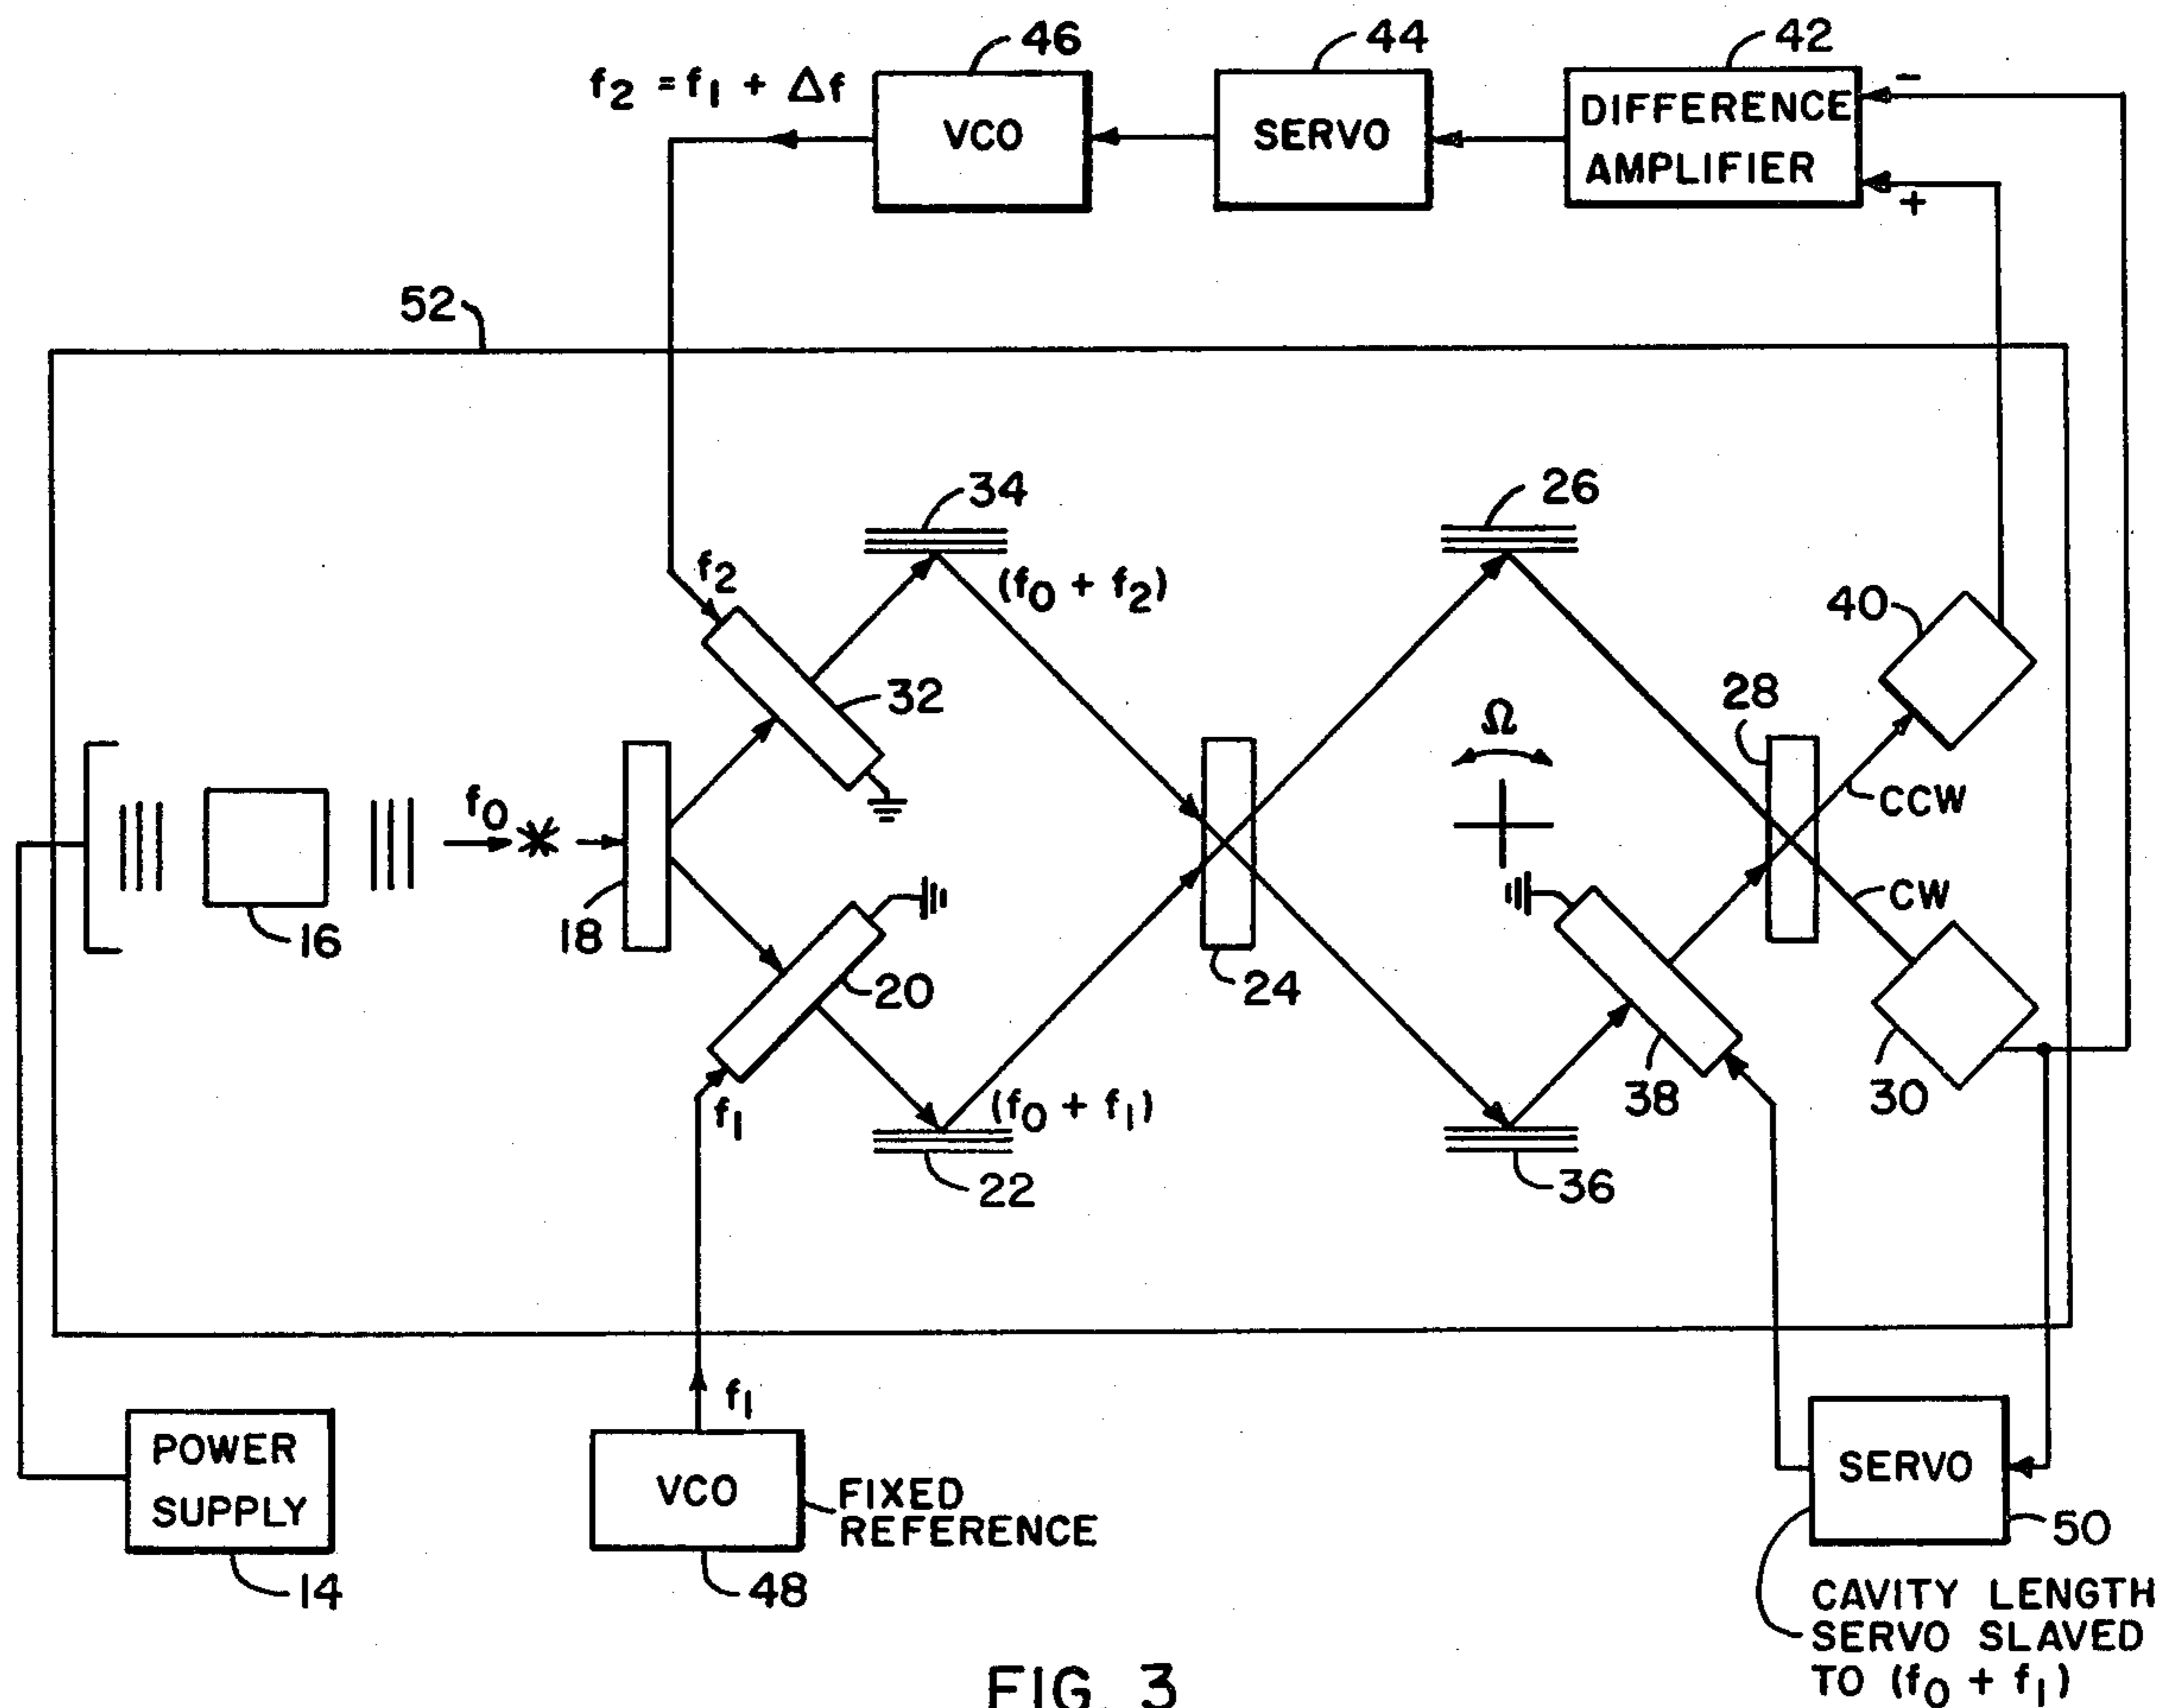 46
44
42
f2 = f1 + Δf
VCO
SERVO
DIFFERENCE
AMPLIFIER
−
+
52
34
26
f2
(f0 + f2)
40
32
28
Ω
f0
CCW
CW
16
18
20
24
38
30
f1
(f0 + f1)
22
36
f1
POWER
SUPPLY
VCO
FIXED
REFERENCE
SERVO
14
48
50
CAVITY LENGTH
SERVO SLAVED
TO (f0 + f1)
FIG. 3